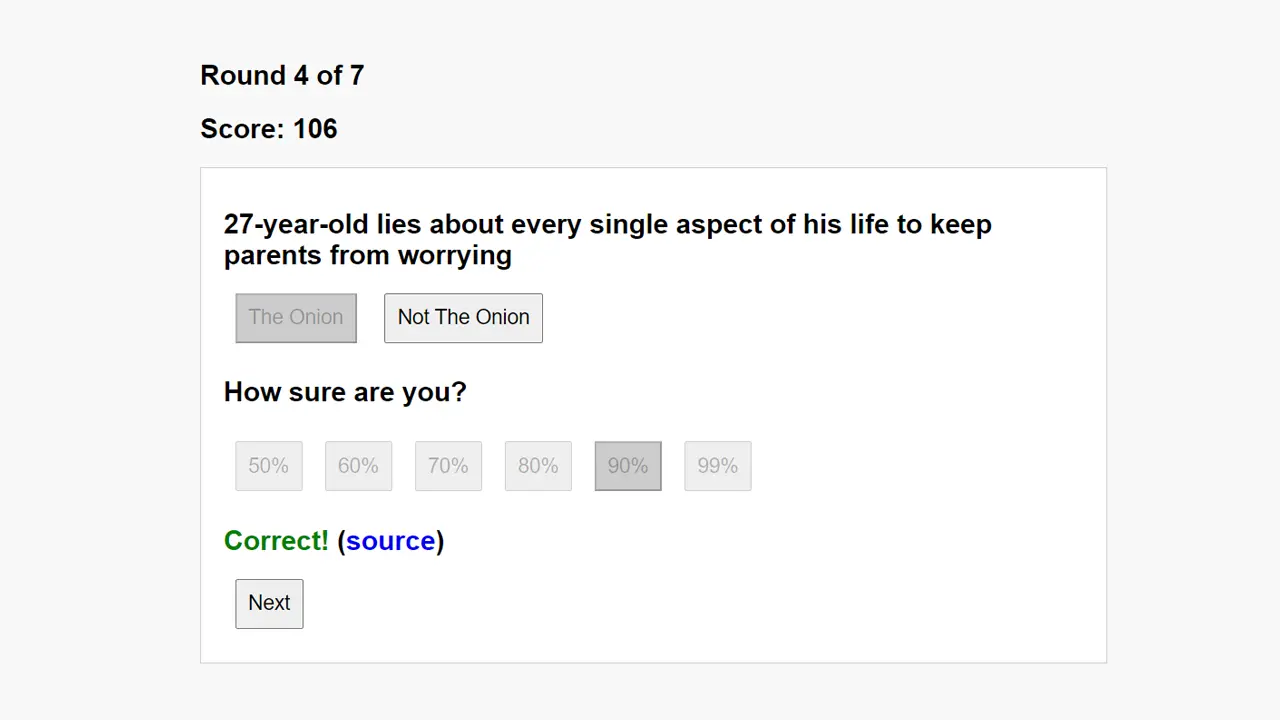 Round 4 of 7
Score: 106
27-year-old lies about every single aspect of his life to keep
parents from worrying
The Onion Not The Onion
How sure are you?
50% 60% 70% 80% 90% 99%
Correct! (source)
Next